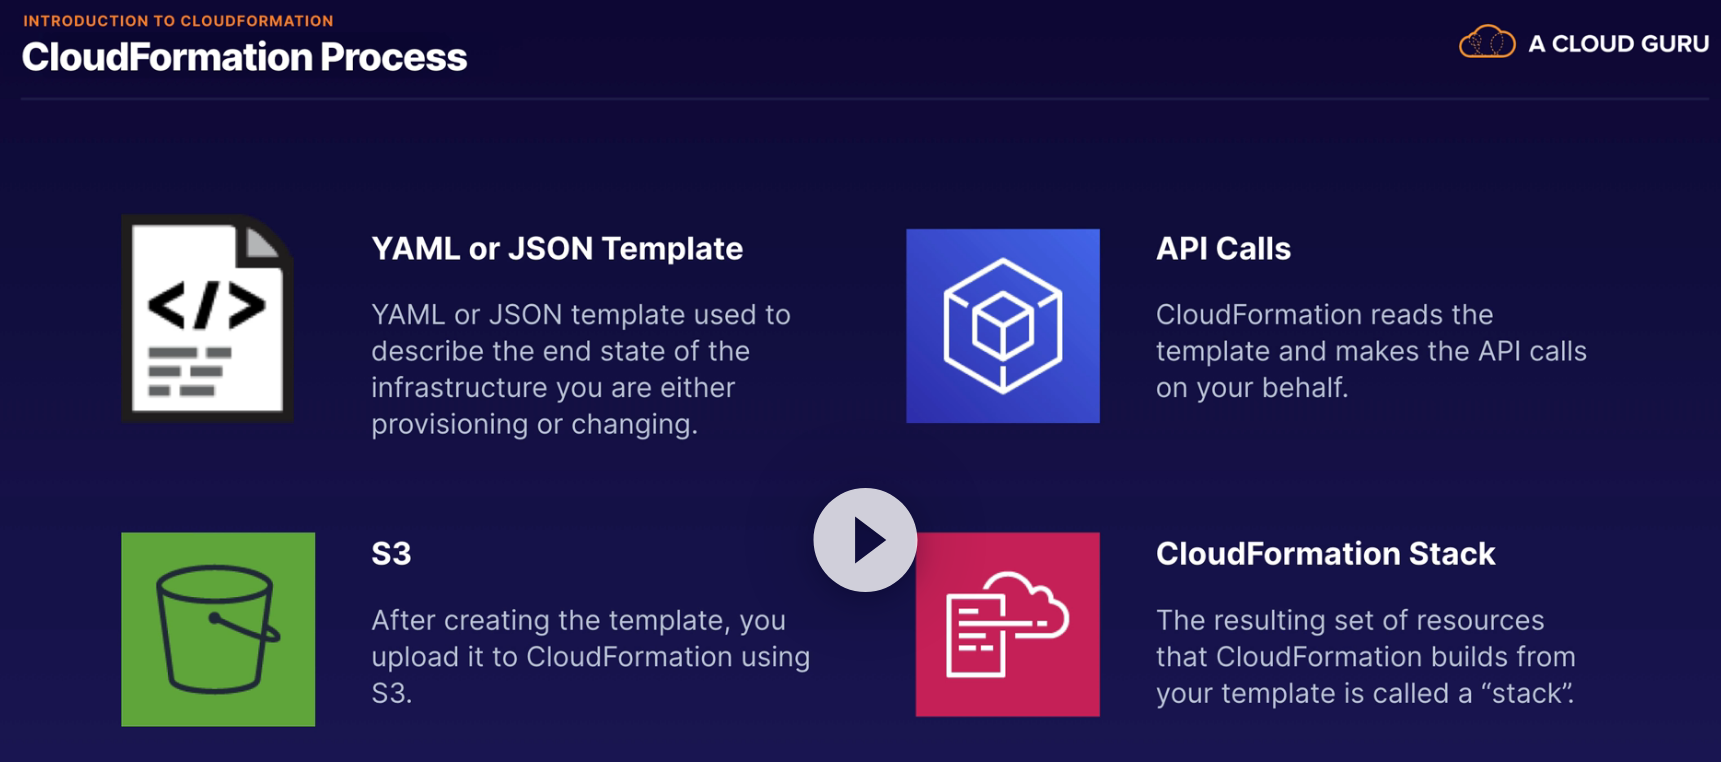 INTRODUCTION TO CLOUDFORMATION
CloudFormation Process
A CLOUD GURU
YAML or JSON Template
YAML or JSON template used to
describe the end state of the
infrastructure you are either
provisioning or changing.
API Calls
CloudFormation reads the
template and makes the API calls
on your behalf.
S3
After creating the template, you
upload it to CloudFormation using
S3.
CloudFormation Stack
The resulting set of resources
that CloudFormation builds from
your template is called a “stack”.